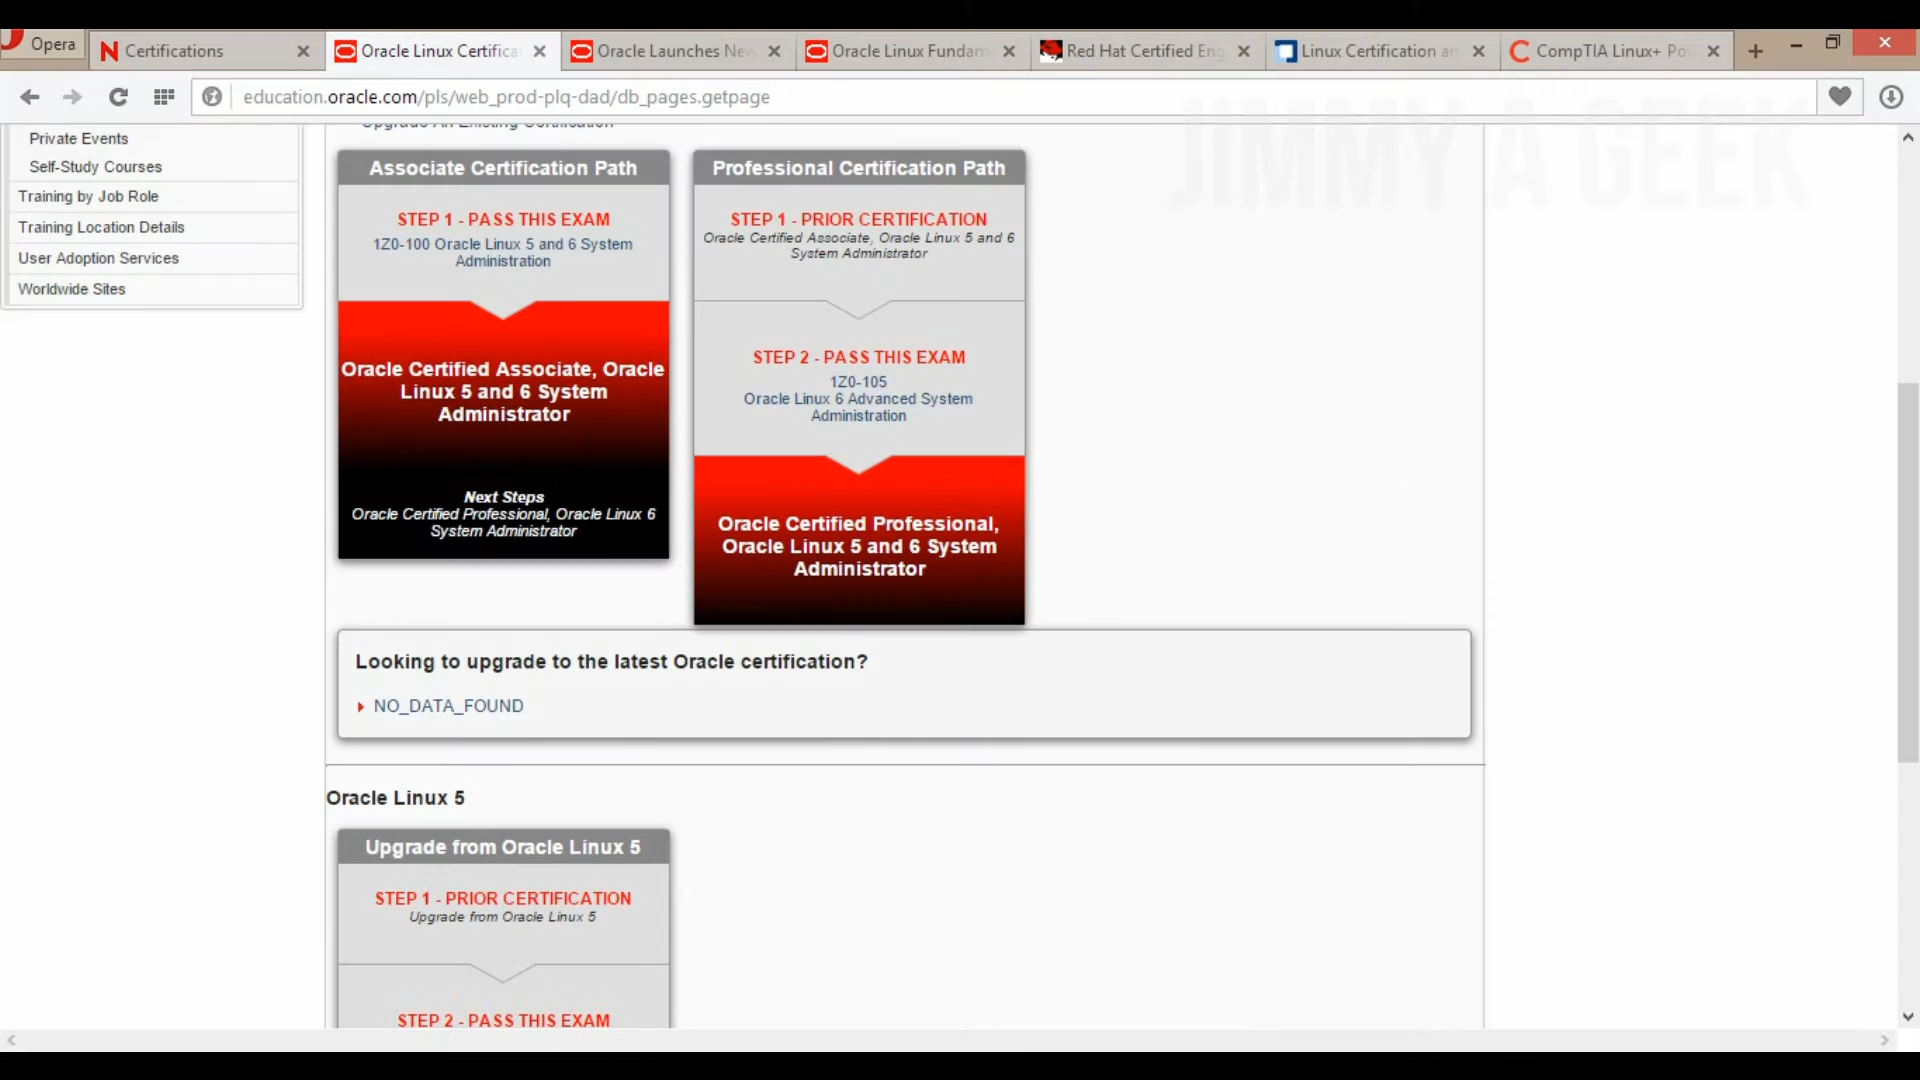 Opera
Certifications
Oracle Linux Certifica
Oracle Launches New
Oracle Linux Fundam
Red Hat Certified Eng
Linux Certification an
CompTIA Linux+ Pow
education.oracle.com/pls/web_prod-plq-dad/db_pages.getpage
JIMMY A GEEK
Private Events
Self-Study Courses
Training by Job Role
Training Location Details
User Adoption Services
Worldwide Sites
Upgrade An Existing Certification
Associate Certification Path
STEP 1 - PASS THIS EXAM
1Z0-100 Oracle Linux 5 and 6 System
Administration
Oracle Certified Associate, Oracle
Linux 5 and 6 System
Administrator
Next Steps
Oracle Certified Professional, Oracle Linux 6
System Administrator
Professional Certification Path
STEP 1 - PRIOR CERTIFICATION
Oracle Certified Associate, Oracle Linux 5 and 6
System Administrator
STEP 2 - PASS THIS EXAM
1Z0-105
Oracle Linux 6 Advanced System
Administration
Oracle Certified Professional,
Oracle Linux 5 and 6 System
Administrator
Looking to upgrade to the latest Oracle certification?
NO_DATA_FOUND
Oracle Linux 5
Upgrade from Oracle Linux 5
STEP 1 - PRIOR CERTIFICATION
Upgrade from Oracle Linux 5
STEP 2 - PASS THIS EXAM